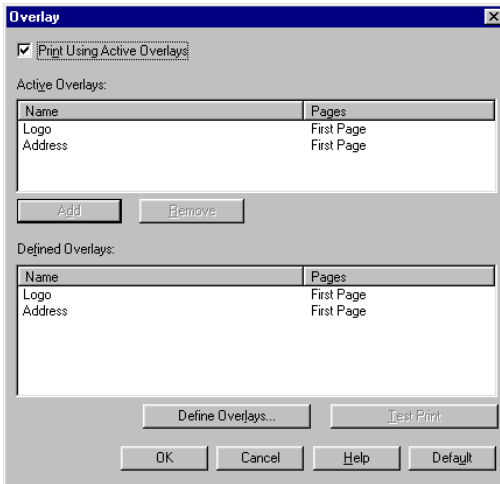 Overlay
Print Using Active Overlays
Active Overlays:
Name Pages
Logo First Page
Address First Page
Add Remove
Defined Overlays:
Name Pages
Logo First Page
Address First Page
Define Overlays... Test Print
OK Cancel Help Default